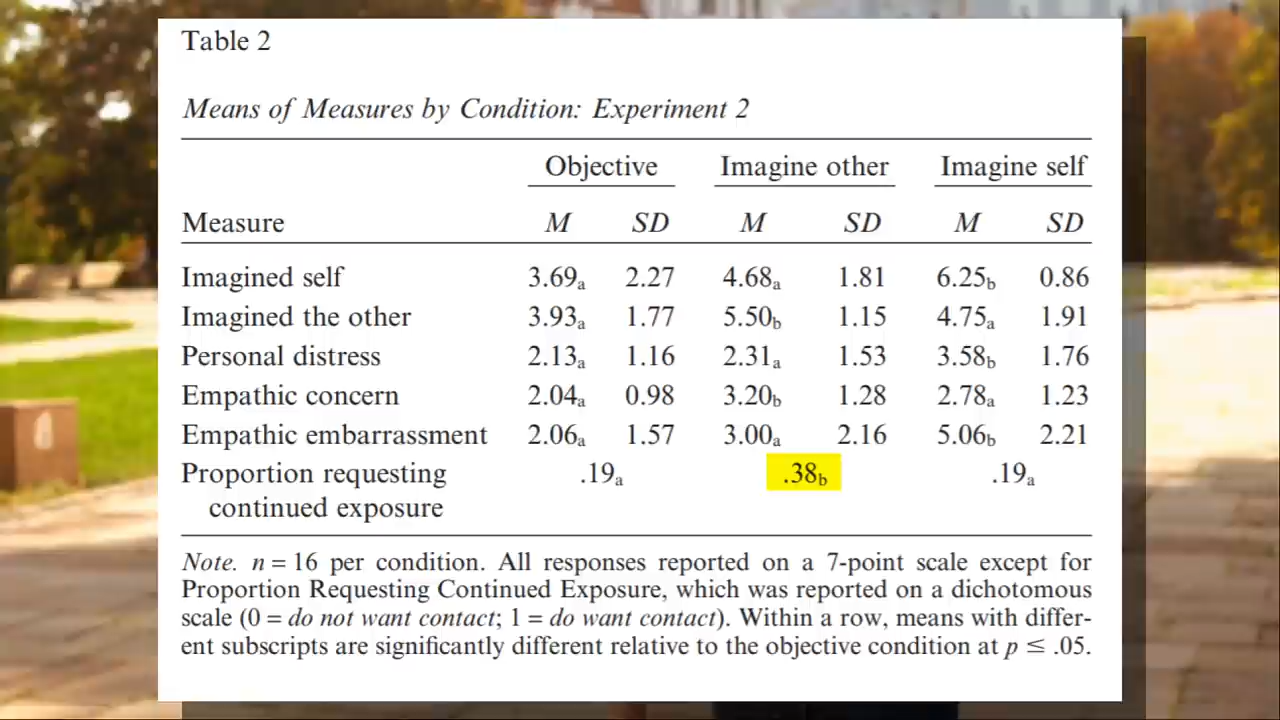 Table 2
Means of Measures by Condition: Experiment 2
Objective Imagine other Imagine self
Measure M SD M SD M SD
Imagined self 3.69a 2.27 4.68a 1.81 6.25b 0.86
Imagined the other 3.93a 1.77 5.50b 1.15 4.75a 1.91
Personal distress 2.13a 1.16 2.31a 1.53 3.58b 1.76
Empathic concern 2.04a 0.98 3.20b 1.28 2.78a 1.23
Empathic embarrassment 2.06a 1.57 3.00a 2.16 5.06b 2.21
Proportion requesting .19a .38b .19a
continued exposure
Note. n = 16 per condition. All responses reported on a 7-point scale except for
Proportion Requesting Continued Exposure, which was reported on a dichotomous
scale (0 = do not want contact; 1 = do want contact). Within a row, means with differ-
ent subscripts are significantly different relative to the objective condition at p ≤ .05.